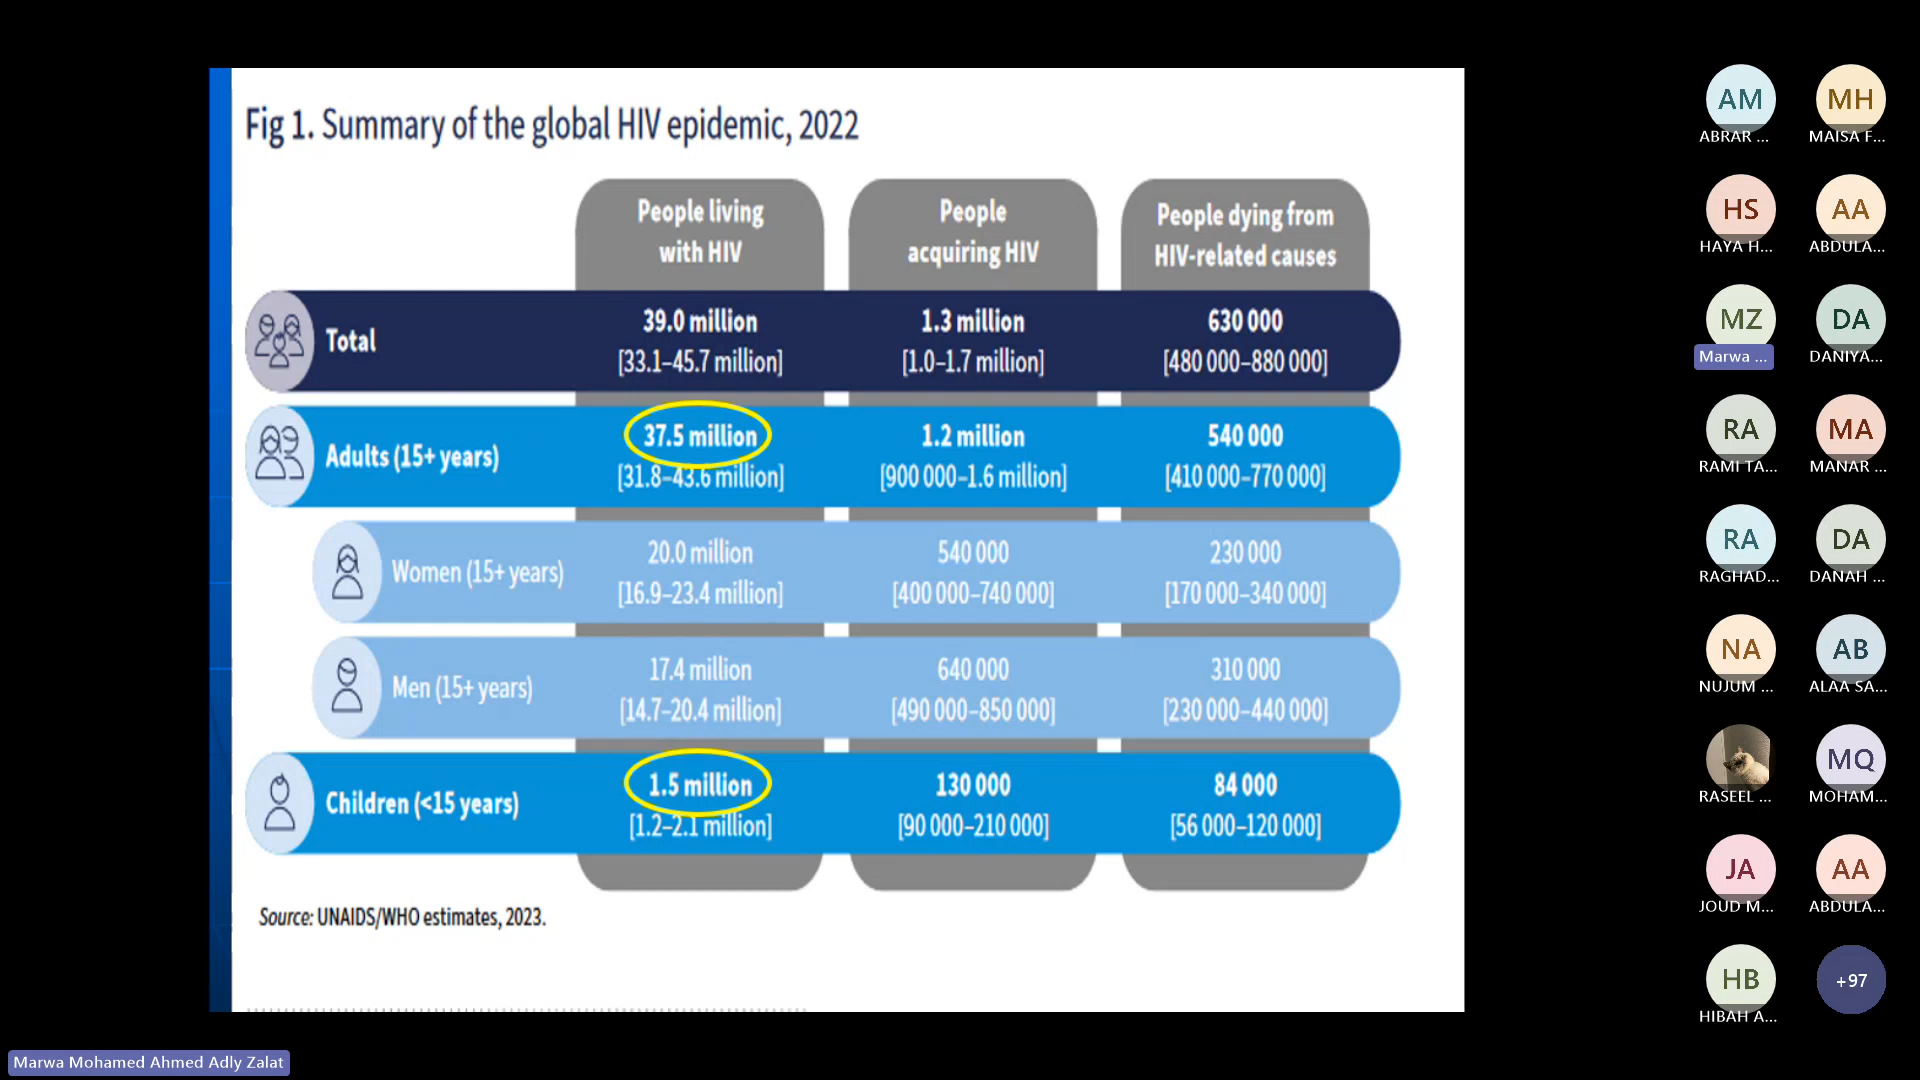 Fig 1. Summary of the global HIV epidemic, 2022
People living
with HIV
People
acquiring HIV
People dying from
HIV-related causes
Total
39.0 million
[33.1–45.7 million]
1.3 million
[1.0–1.7 million]
630 000
[480 000–880 000]
Adults (15+ years)
37.5 million
[31.8–43.6 million]
1.2 million
[900 000–1.6 million]
540 000
[410 000–770 000]
Women (15+ years)
20.0 million
[16.9–23.4 million]
540 000
[400 000–740 000]
230 000
[170 000–340 000]
Men (15+ years)
17.4 million
[14.7–20.4 million]
640 000
[490 000–850 000]
310 000
[230 000–440 000]
Children (<15 years)
1.5 million
[1.2–2.1 million]
130 000
[90 000–210 000]
84 000
[56 000–120 000]
Source: UNAIDS/WHO estimates, 2023.
AM
ABRAR ...
MH
MAISA F...
HS
HAYA H...
AA
ABDULA...
MZ
Marwa ...
DA
DANIYA...
RA
RAMI TA...
MA
MANAR ...
RA
RAGHAD...
DA
DANAH ...
NA
NUJUM ...
AB
ALAA SA...
RASEEL ...
MQ
MOHAM...
JA
JOUD M...
AA
ABDULA...
HB
HIBAH A...
+97
Marwa Mohamed Ahmed Adly Zalat